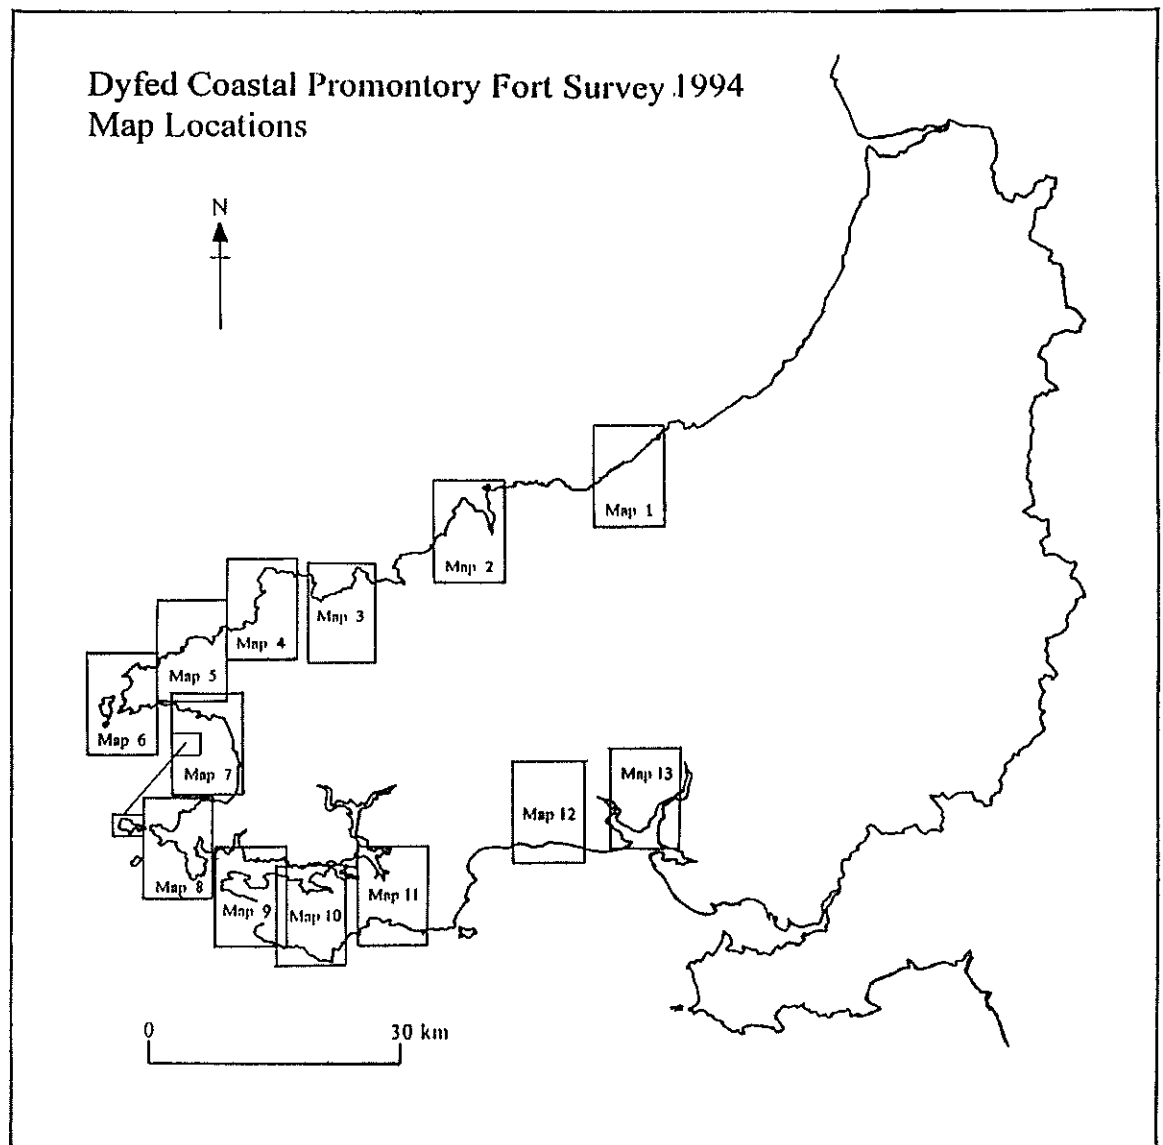 Dyfed Coastal Promontory Fort Survey 1994
Map Locations
N
Map 1
Map 2
Map 3
Map 4
Map 5
Map 6
Map 7
Map 8
Map 9
Map 10
Map 11
Map 12
Map 13
0 30 km